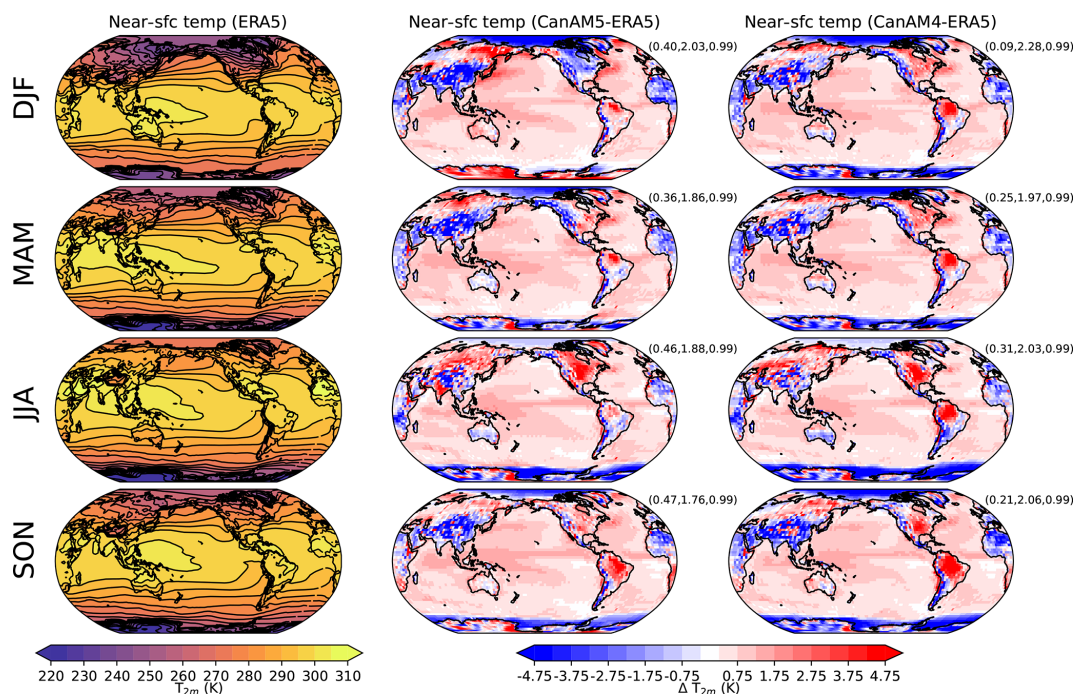 Near-sfc temp (ERA5)
Near-sfc temp (CanAM5-ERA5)
Near-sfc temp (CanAM4-ERA5)
DJF
(0.40,2.03,0.99)
(0.09,2.28,0.99)
MAM
(0.36,1.86,0.99)
(0.25,1.97,0.99)
JJA
(0.46,1.88,0.99)
(0.31,2.03,0.99)
SON
(0.47,1.76,0.99)
(0.21,2.06,0.99)
220 230 240 250 260 270 280 290 300 310
T2m (K)
-4.75 -3.75 -2.75 -1.75 -0.75 0.75 1.75 2.75 3.75 4.75
Δ T2m (K)